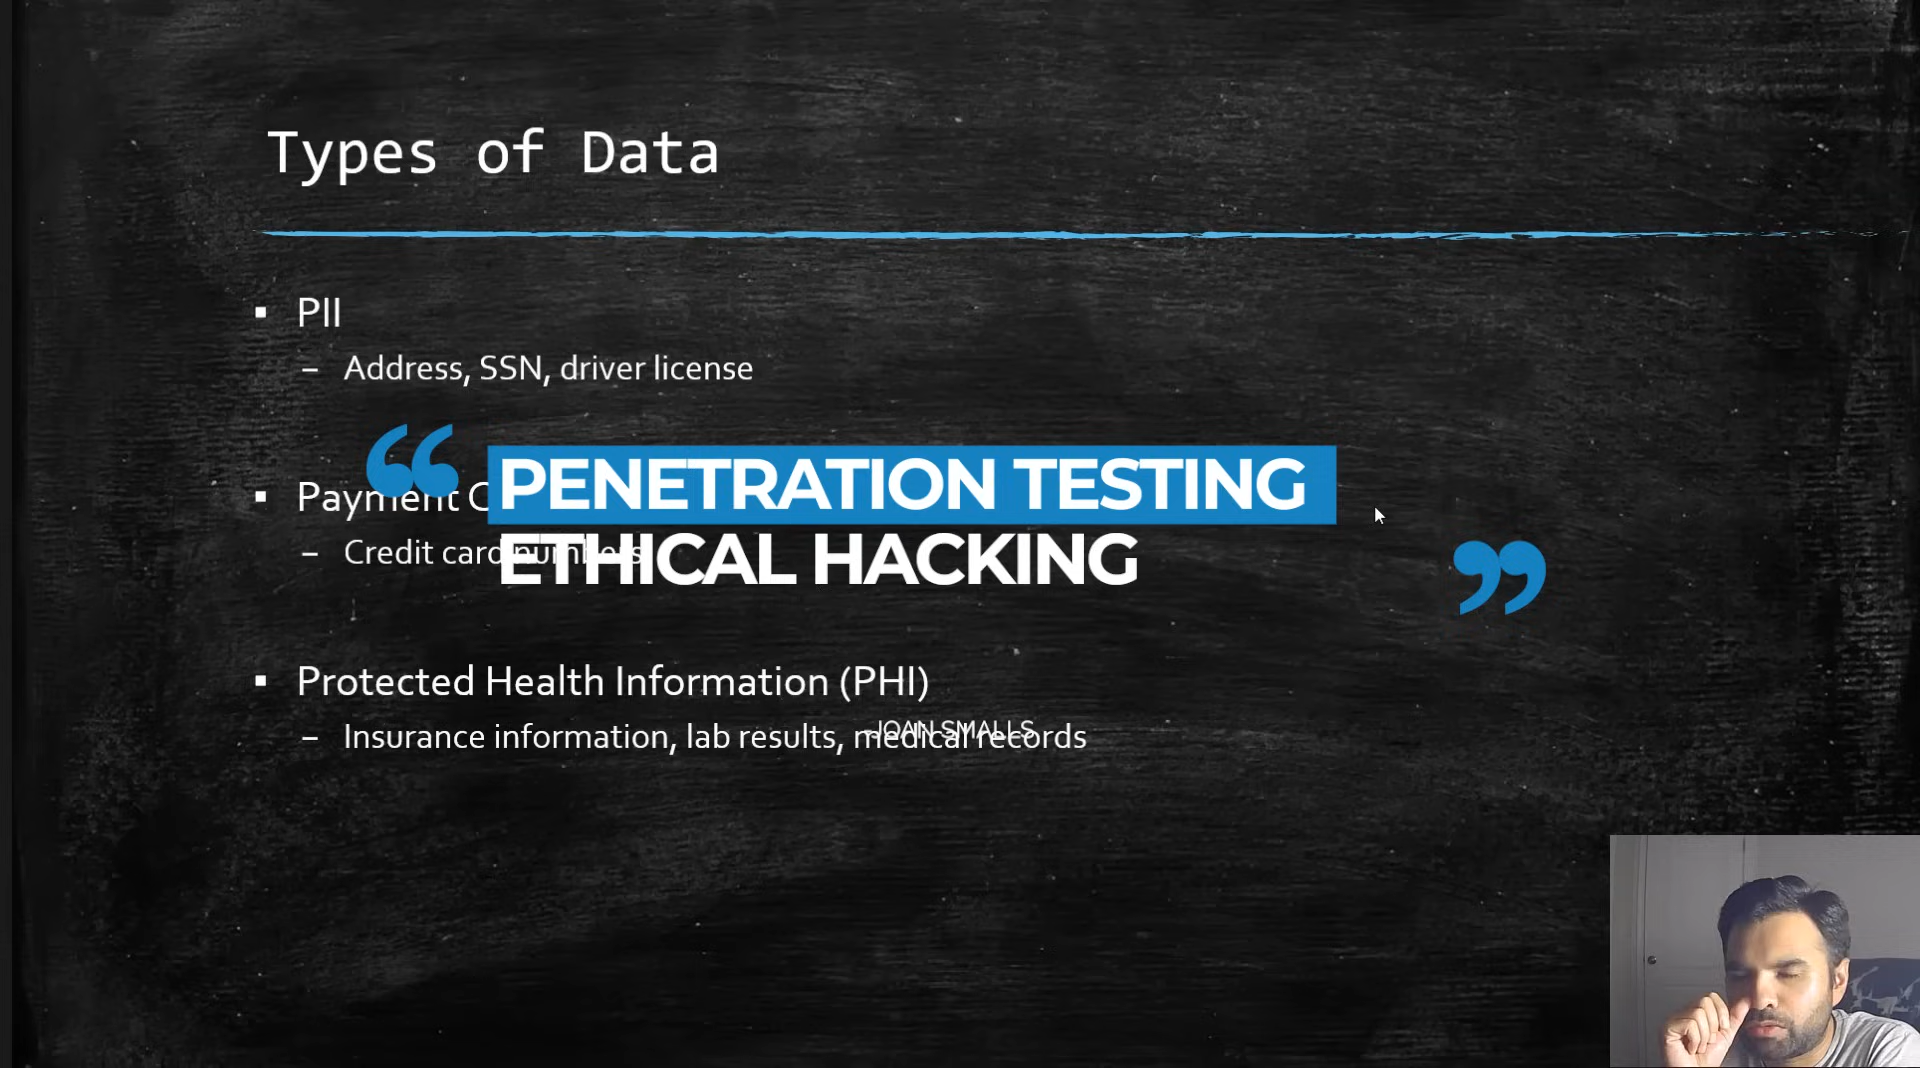 Types of Data
▪ PII
– Address, SSN, driver license
▪ Payment C
“ PENETRATION TESTING
ETHICAL HACKING ”
– Credit card numbers
▪ Protected Health Information (PHI)
- JOAN SMALLS
– Insurance information, lab results, medical records